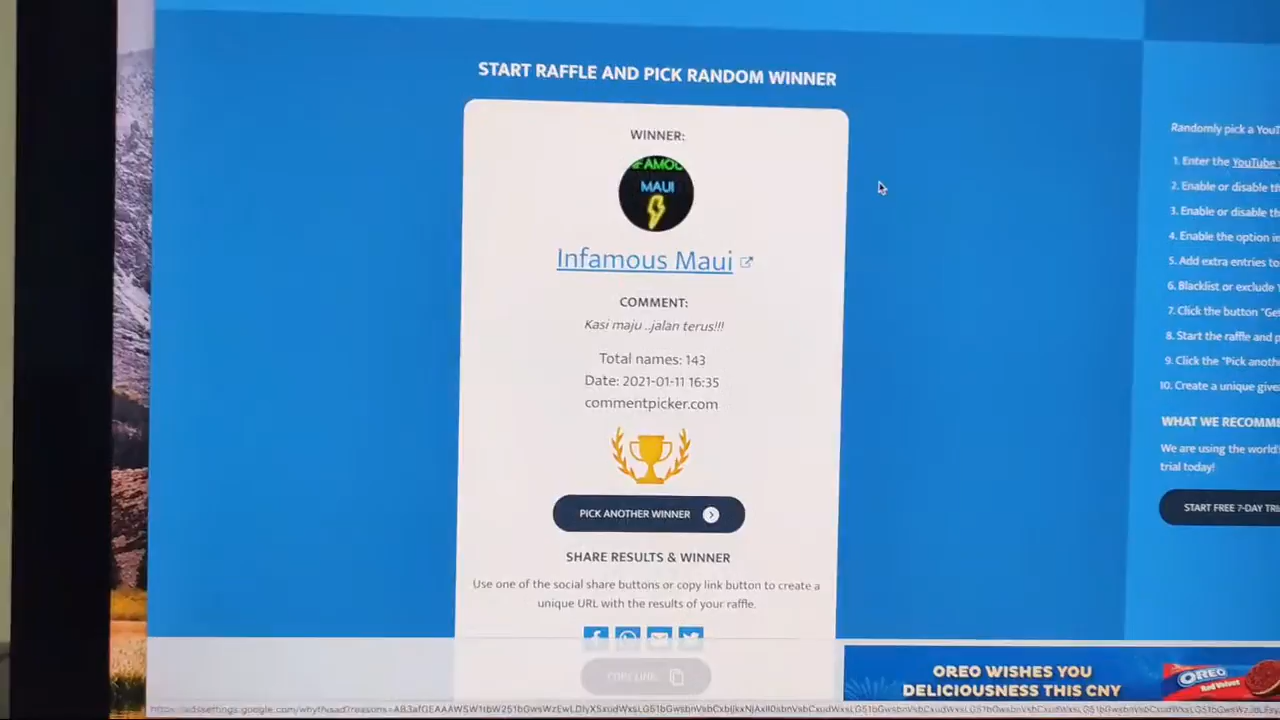 START RAFFLE AND PICK RANDOM WINNER
WINNER:
MAUI
Infamous Maui
COMMENT:
Kasi maju ..jalan terus!!!
Total names: 143
Date: 2021-01-11 16:35
commentpicker.com
PICK ANOTHER WINNER
SHARE RESULTS & WINNER
Use one of the social share buttons or copy link button to create a
unique URL with the results of your raffle.
COPY LINK
Randomly pick a
1. Enter the YouTube
2. Enable or disable
3. Enable or disable
4. Enable the option
5. Add extra entries to
6. Blacklist or exclude
7. Click the button
8. Start the raffle and
9. Click the "Pick
10. Create a unique
WHAT WE
We are using the world's
trial today!
START FREE 7-DAY
OREO WISHES YOU
DELICIOUSNESS THIS CNY
OREO
Red Velvet